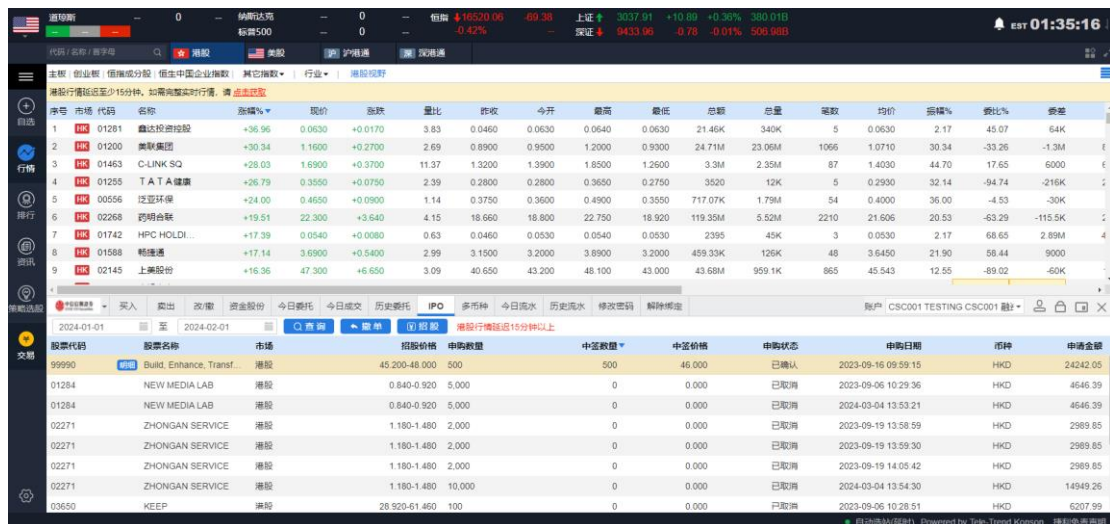 道琼斯 -- 0 -- 纳斯达克 -- 0 -- 恒指 16520.06 -69.38 上证 3037.91 +10.89 +0.36% 380.01B EST 01:35:16
-- -- -- 标普500 -- 0 -- -0.42% -- 深证 9433.96 -0.78 -0.01% 506.98B
代码 / 名称 / 首字母 港股 美股 沪 沪港通 深 深港通
主板 创业板 恒指成分股 恒生中国企业指数 其它指数 行业 港股视野
港股行情延迟至少15分钟。如需完整实时行情, 请 点击获取
自选
行情
排行
资讯
策略选股
交易
序号 市场 代码 名称 涨幅% 现价 涨跌 量比 昨收 今开 最高 最低 总额 总量 笔数 均价 振幅% 委比% 委差
1 HK 01281 鑫达投资控股 +36.96 0.0630 +0.0170 3.83 0.0460 0.0630 0.0640 0.0630 21.46K 340K 5 0.0630 2.17 45.07 64K
2 HK 01200 美联集团 +30.34 1.1600 +0.2700 2.69 0.8900 0.9500 1.2000 0.9300 24.71M 23.06M 1066 1.0710 30.34 -33.26 -1.3M
3 HK 01463 C-LINK SQ +28.03 1.6900 +0.3700 11.37 1.3200 1.3900 1.8500 1.2600 3.3M 2.35M 87 1.4030 44.70 17.65 6000
4 HK 01255 T A T A健康 +26.79 0.3550 +0.0750 2.39 0.2800 0.2800 0.3650 0.2750 3520 12K 5 0.2930 32.14 -94.74 -216K
5 HK 00556 泛亚环保 +24.00 0.4650 +0.0900 1.14 0.3750 0.3600 0.4900 0.3550 717.07K 1.79M 54 0.4000 36.00 -4.53 -30K
6 HK 02268 药明合联 +19.51 22.300 +3.640 4.15 18.660 18.800 22.750 18.920 119.35M 5.52M 2210 21.606 20.53 -63.29 -115.5K
7 HK 01742 HPC HOLDI... +17.39 0.0540 +0.0080 0.63 0.0460 0.0530 0.0540 0.0530 2395 45K 3 0.0530 2.17 68.65 2.89M
8 HK 01588 畅捷通 +17.14 3.6900 +0.5400 2.99 3.1500 3.2000 3.8900 3.2000 459.33K 126K 48 3.6450 21.90 58.44 9000
9 HK 02145 上美股份 +16.36 47.300 +6.650 3.09 40.650 43.200 48.100 43.000 43.68M 959.1K 865 45.543 12.55 -89.02 -60K
买入 卖出 改/撤 资金股份 今日委托 今日成交 历史委托 IPO 多币种 今日流水 历史流水 修改密码 解除绑定 账户 CSC001 TESTING CSC001
2024-01-01 至 2024-02-01 查 询 撤 单 招 股 港股行情延迟15分钟以上
股票代码 股票名称 市场 招股价格 申购数量 中签数量 中签价格 申购状态 申购日期 币种 申请金额
99990 明细 Build, Enhance, Transf... 港股 45.200-48.000 500 500 46.000 已确认 2023-09-16 09:59:15 HKD 24242.05
01284 NEW MEDIA LAB 港股 0.840-0.920 5,000 0 0.000 已取消 2023-09-06 10:29:36 HKD 4646.39
01284 NEW MEDIA LAB 港股 0.840-0.920 5,000 0 0.000 已取消 2024-03-04 13:53:21 HKD 4646.39
02271 ZHONGAN SERVICE 港股 1.180-1.480 2,000 0 0.000 已取消 2023-09-19 13:58:59 HKD 2989.85
02271 ZHONGAN SERVICE 港股 1.180-1.480 2,000 0 0.000 已取消 2023-09-19 13:59:30 HKD 2989.85
02271 ZHONGAN SERVICE 港股 1.180-1.480 2,000 0 0.000 已取消 2023-09-19 14:05:42 HKD 2989.85
02271 ZHONGAN SERVICE 港股 1.180-1.480 10,000 0 0.000 已取消 2024-03-04 13:54:30 HKD 14949.26
03650 KEEP 港股 28.920-61.460 100 0 0.000 已取消 2023-09-06 10:28:51 HKD 6207.99
自动选站(延时) Powered by Tele-Trend Konson